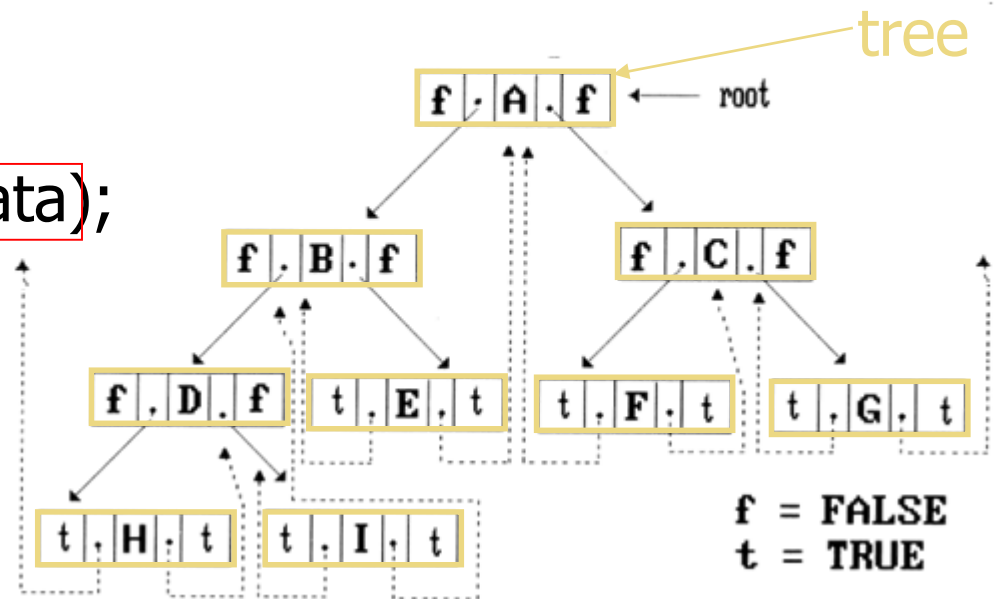 tree
f . A . f
root
ata);
f . B . f
f . C . f
f . D . f
t . E . t
t . F . t
t . G . t
t . H . t
t . I . t
f = FALSE
t = TRUE